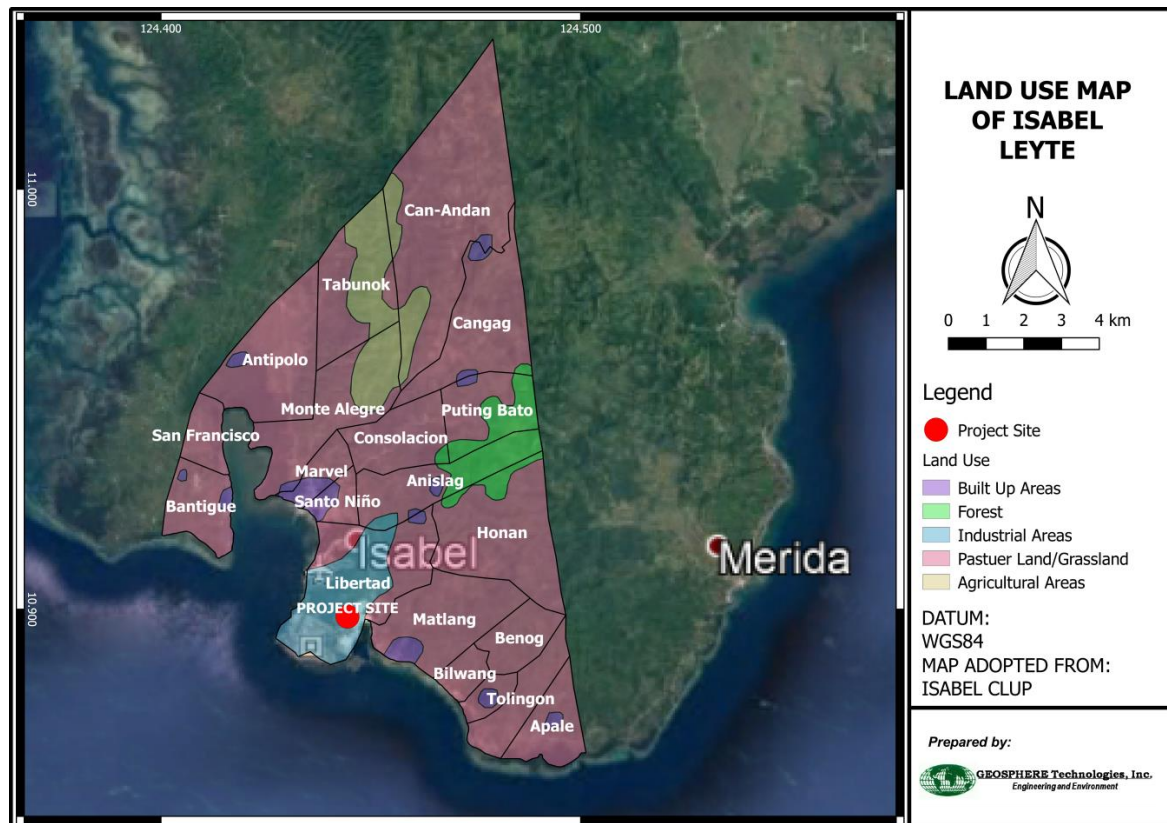 124.400
124.500
11.000
10.900
Can-Andan
Tabunok
Cangag
Antipolo
Monte Alegre
Puting Bato
San Francisco
Consolacion
Marvel
Anislag
Bantigue
Santo Niño
Honan
Isabel
Merida
Libertad
PROJECT SITE
Matlang
Benog
Bilwang
Tolingon
Apale
LAND USE MAP
OF ISABEL
LEYTE
N
0 1 2 3 4 km
Legend
Project Site
Land Use
Built Up Areas
Forest
Industrial Areas
Pastuer Land/Grassland
Agricultural Areas
DATUM:
WGS84
MAP ADOPTED FROM:
ISABEL CLUP
Prepared by:
GEOSPHERE Technologies, Inc.
Engineering and Environment